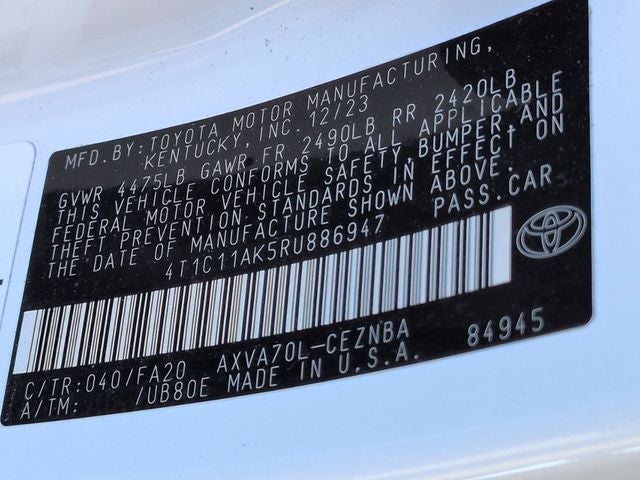 MFD. BY: TOYOTA MOTOR MANUFACTURING,
KENTUCKY, INC. 12/23
GVWR 4475LB GAWR FR 2490LB RR 2420LB
THIS VEHICLE CONFORMS TO ALL APPLICABLE
FEDERAL MOTOR VEHICLE SAFETY, BUMPER, AND
THEFT PREVENTION STANDARDS IN EFFECT ON
THE DATE OF MANUFACTURE SHOWN ABOVE.
4T1C11AK5RU886947 PASS. CAR
C/TR: 040/FA20 AXVA70L-CEZNBA 84945
A/TM: /UB80E MADE IN U.S.A.